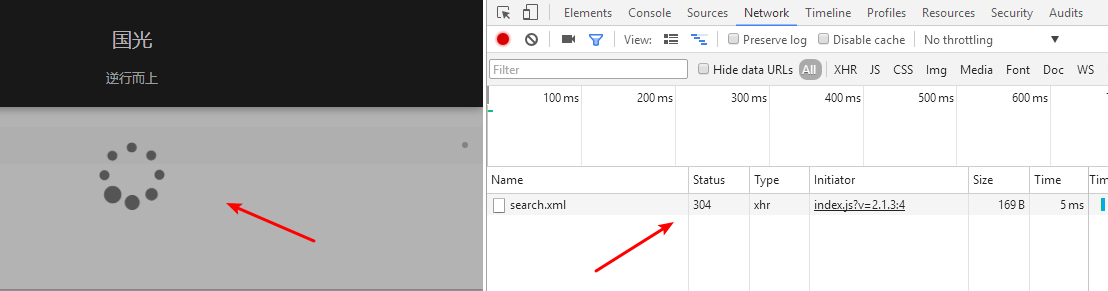 国光
逆行而上
Elements Console Sources Network Timeline Profiles Resources Security Audits
View: Preserve log Disable cache No throttling
Filter Hide data URLs All XHR JS CSS Img Media Font Doc WS
100 ms 200 ms 300 ms 400 ms 500 ms 600 ms
Name Status Type Initiator Size Time Tim
search.xml 304 xhr index.js?v=2.1.3:4 169 B 5 ms